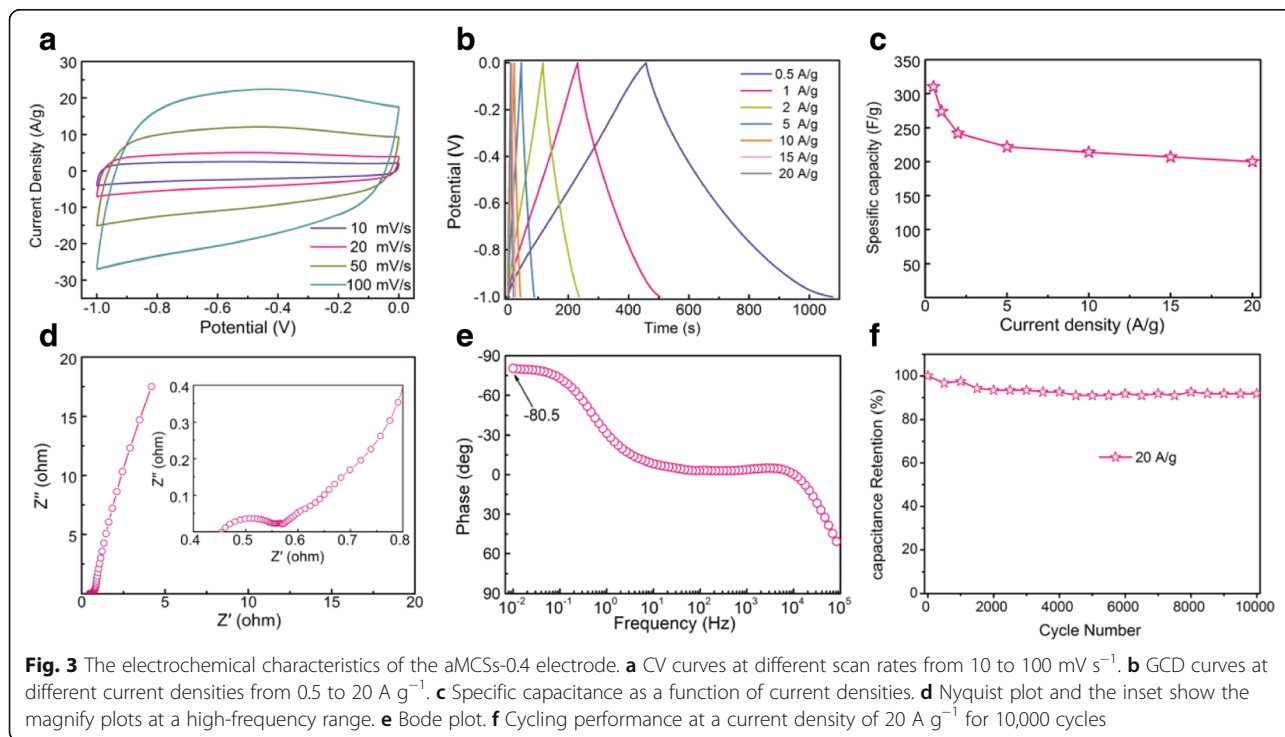 a
30
20
10
0
-10
-20
-30
Current Density (A/g)
10 mV/s
20 mV/s
50 mV/s
100 mV/s
-1.0 -0.8 -0.6 -0.4 -0.2 0.0
Potential (V)
b
0.0
-0.2
-0.4
-0.6
-0.8
-1.0
Potential (V)
0.5 A/g
1 A/g
2 A/g
5 A/g
10 A/g
15 A/g
20 A/g
0 200 400 600 800 1000
Time (s)
c
350
300
250
200
150
100
50
Spesific capacity (F/g)
0 5 10 15 20
Current density (A/g)
d
20
15
10
5
Z″ (ohm)
0.4
0.3
0.2
0.1
Z″ (ohm)
0.4 0.5 0.6 0.7 0.8
Z′ (ohm)
0 5 10 15 20
Z′ (ohm)
e
-90
-60
-30
0
30
60
90
Phase (deg)
-80.5
10⁻² 10⁻¹ 10⁰ 10¹ 10² 10³ 10⁴ 10⁵
Frequency (Hz)
f
100
80
60
40
20
0
capacitance Retention (%)
20 A/g
0 2000 4000 6000 8000 10000
Cycle Number
Fig. 3 The electrochemical characteristics of the aMCSs-0.4 electrode. a CV curves at different scan rates from 10 to 100 mV s⁻¹. b GCD curves at
different current densities from 0.5 to 20 A g⁻¹. c Specific capacitance as a function of current densities. d Nyquist plot and the inset show the
magnify plots at a high-frequency range. e Bode plot. f Cycling performance at a current density of 20 A g⁻¹ for 10,000 cycles